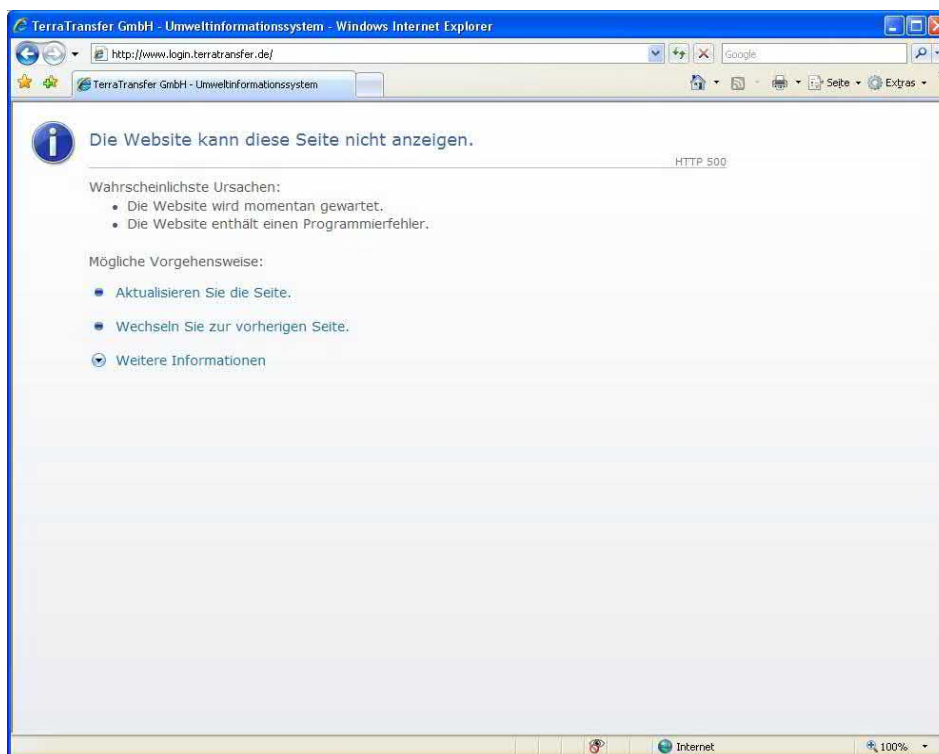 TerraTransfer GmbH - Umweltinformationssystem - Windows Internet Explorer
http://www.login.terratransfer.de/
Google
TerraTransfer GmbH - Umweltinformationssystem
Seite
Extras
Die Website kann diese Seite nicht anzeigen.
HTTP 500
Wahrscheinlichste Ursachen:
• Die Website wird momentan gewartet.
• Die Website enthält einen Programmierfehler.
Mögliche Vorgehensweise:
Aktualisieren Sie die Seite.
Wechseln Sie zur vorherigen Seite.
Weitere Informationen
Internet
100%